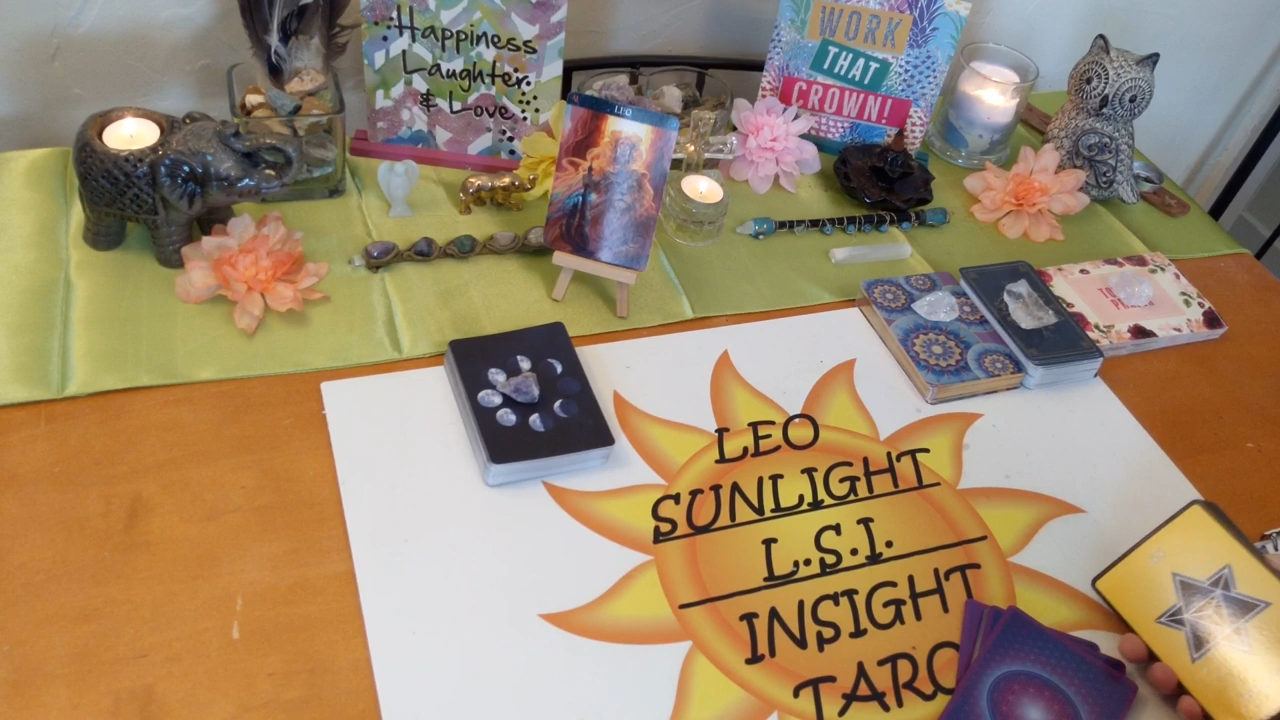 Happiness
Laughter
& Love
WORK
THAT
CROWN!
LEO
LEO
SUNLIGHT
L.S.I.
INSIGHT
TARO